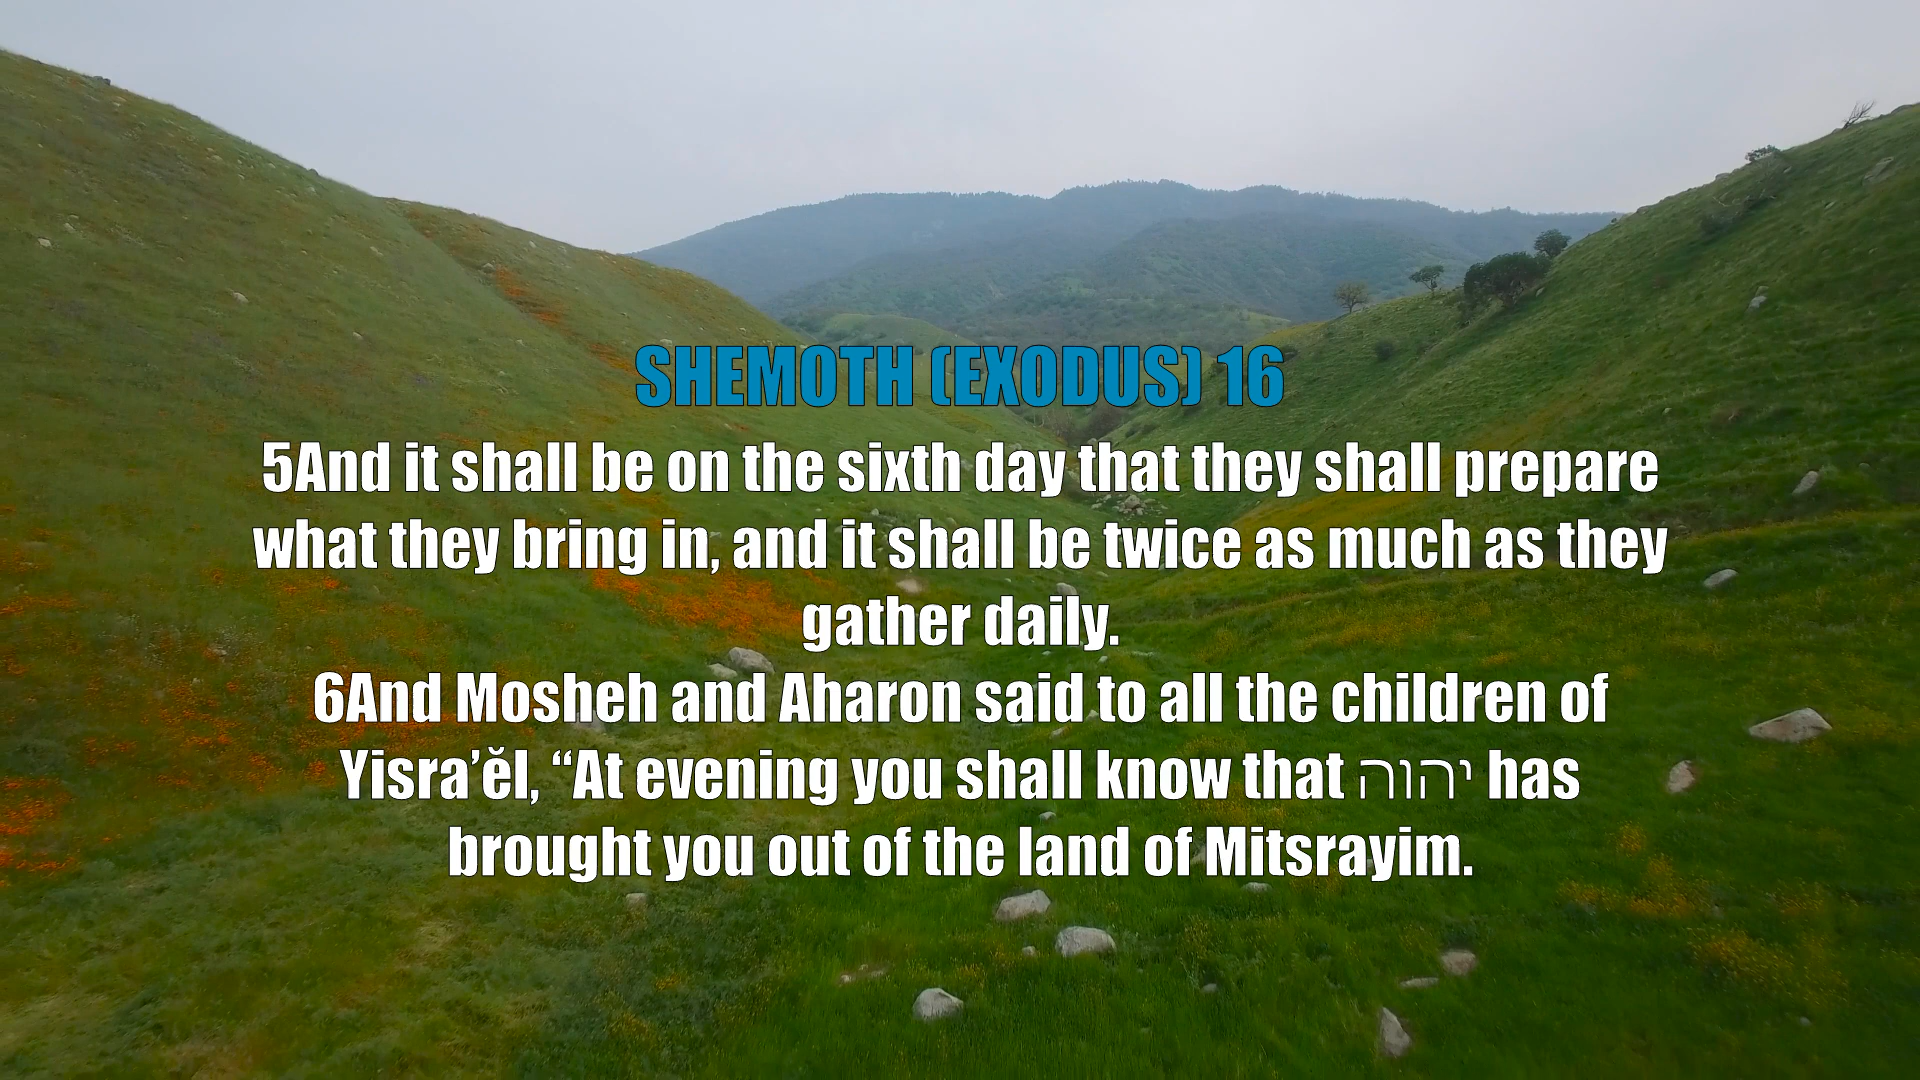 SHEMOTH (EXODUS) 16
5And it shall be on the sixth day that they shall prepare
what they bring in, and it shall be twice as much as they
gather daily.
6And Mosheh and Aharon said to all the children of
Yisra’ĕl, “At evening you shall know that יהוה has
brought you out of the land of Mitsrayim.